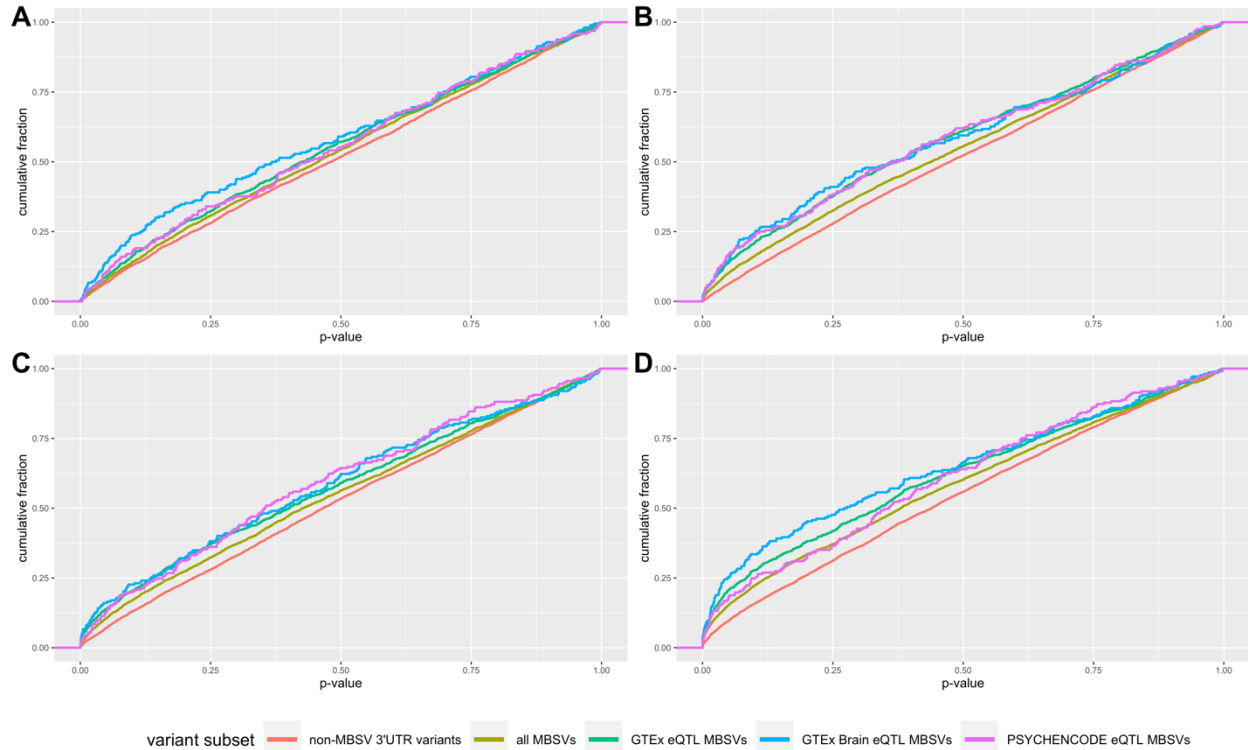 A
cumulative fraction
1.00
0.75
0.50
0.25
0.00
0.00 0.25 0.50 0.75 1.00
p-value
B
cumulative fraction
1.00
0.75
0.50
0.25
0.00
0.00 0.25 0.50 0.75 1.00
p-value
C
cumulative fraction
1.00
0.75
0.50
0.25
0.00
0.00 0.25 0.50 0.75 1.00
p-value
D
cumulative fraction
1.00
0.75
0.50
0.25
0.00
0.00 0.25 0.50 0.75 1.00
p-value
variant subset non-MBSV 3'UTR variants all MBSVs GTEx eQTL MBSVs GTEx Brain eQTL MBSVs PSYCHENCODE eQTL MBSVs